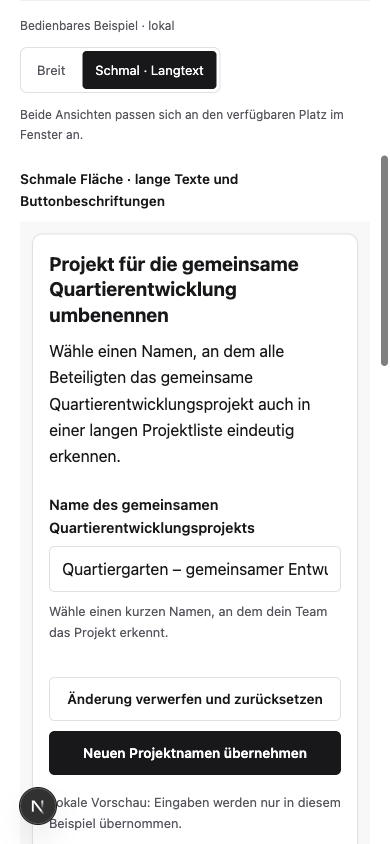 Bedienbares Beispiel · lokal
Breit
Schmal · Langtext
Beide Ansichten passen sich an den verfügbaren Platz im
Fenster an.
Schmale Fläche · lange Texte und
Buttonbeschriftungen
Projekt für die gemeinsame
Quartierentwicklung
umbenennen
Wähle einen Namen, an dem alle
Beteiligten das gemeinsame
Quartierentwicklungsprojekt auch in
einer langen Projektliste eindeutig
erkennen.
Name des gemeinsamen
Quartierentwicklungsprojekts
Quartiergarten – gemeinsamer Entwu
Wähle einen kurzen Namen, an dem dein Team
das Projekt erkennt.
Änderung verwerfen und zurücksetzen
Neuen Projektnamen übernehmen
N
Lokale Vorschau: Eingaben werden nur in diesem
Beispiel übernommen.